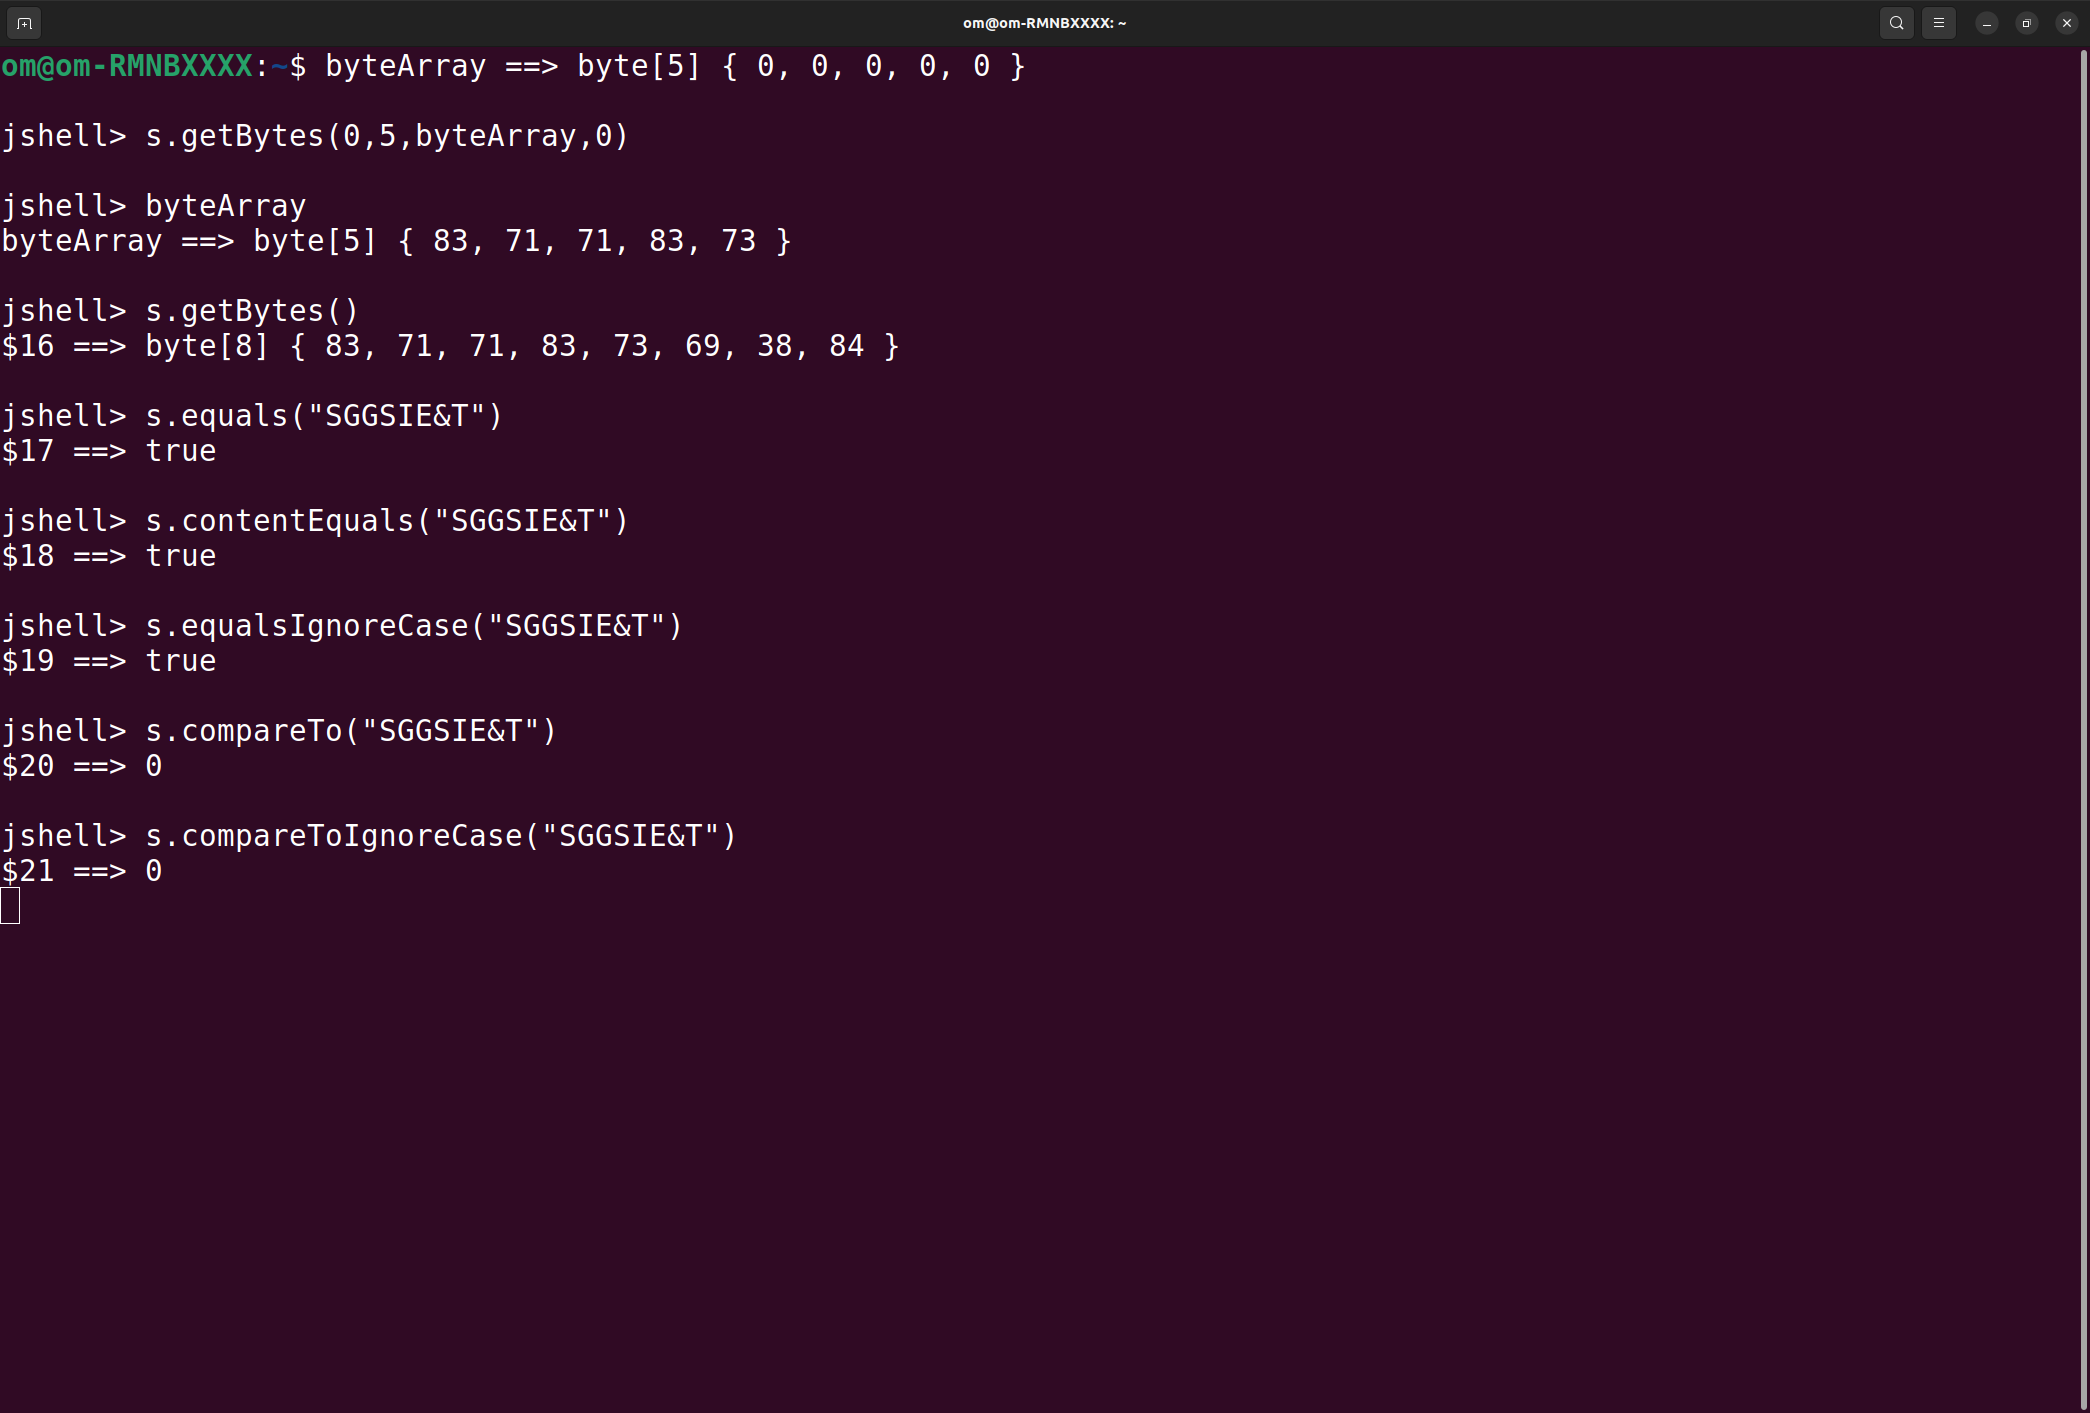 om@om-RMNBXXXX: ~
om@om-RMNBXXXX:~$ byteArray ==> byte[5] { 0, 0, 0, 0, 0 }
jshell> s.getBytes(0,5,byteArray,0)
jshell> byteArray
byteArray ==> byte[5] { 83, 71, 71, 83, 73 }
jshell> s.getBytes()
$16 ==> byte[8] { 83, 71, 71, 83, 73, 69, 38, 84 }
jshell> s.equals("SGGSIE&T")
$17 ==> true
jshell> s.contentEquals("SGGSIE&T")
$18 ==> true
jshell> s.equalsIgnoreCase("SGGSIE&T")
$19 ==> true
jshell> s.compareTo("SGGSIE&T")
$20 ==> 0
jshell> s.compareToIgnoreCase("SGGSIE&T")
$21 ==> 0